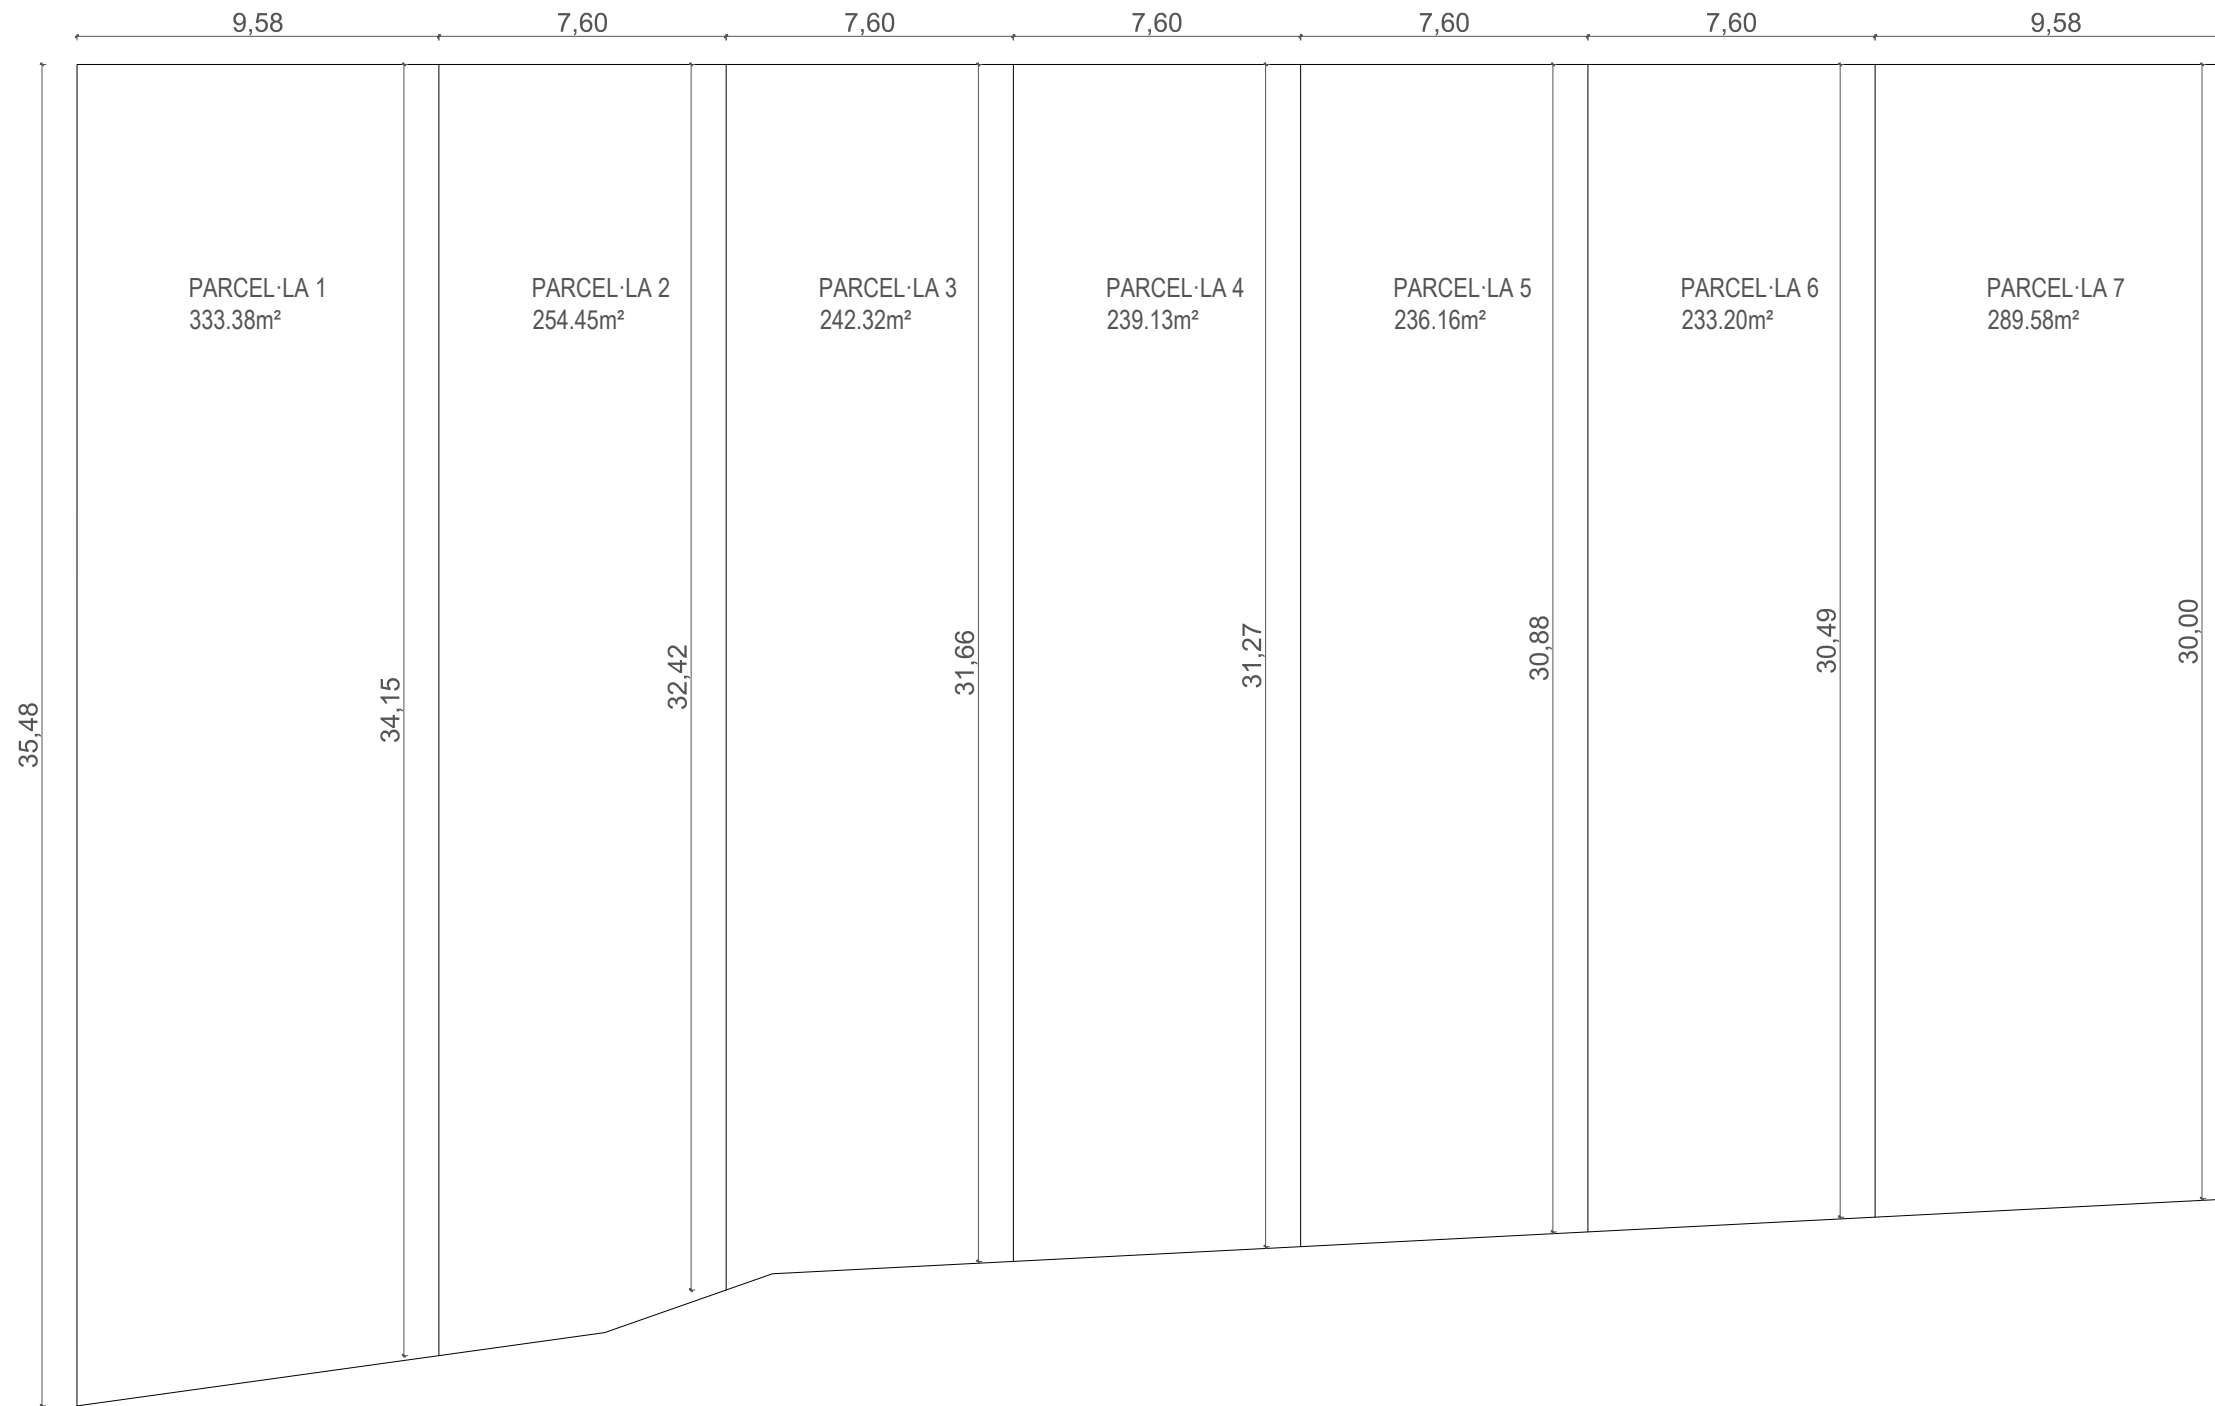 9,58 7,60 7,60 7,60 7,60 7,60 9,58
PARCEL·LA 1
333.38m²
PARCEL·LA 2
254.45m²
PARCEL·LA 3
242.32m²
PARCEL·LA 4
239.13m²
PARCEL·LA 5
236.16m²
PARCEL·LA 6
233.20m²
PARCEL·LA 7
289.58m²
35,48
34,15
32,42
31,66
31,27
30,88
30,49
30,00